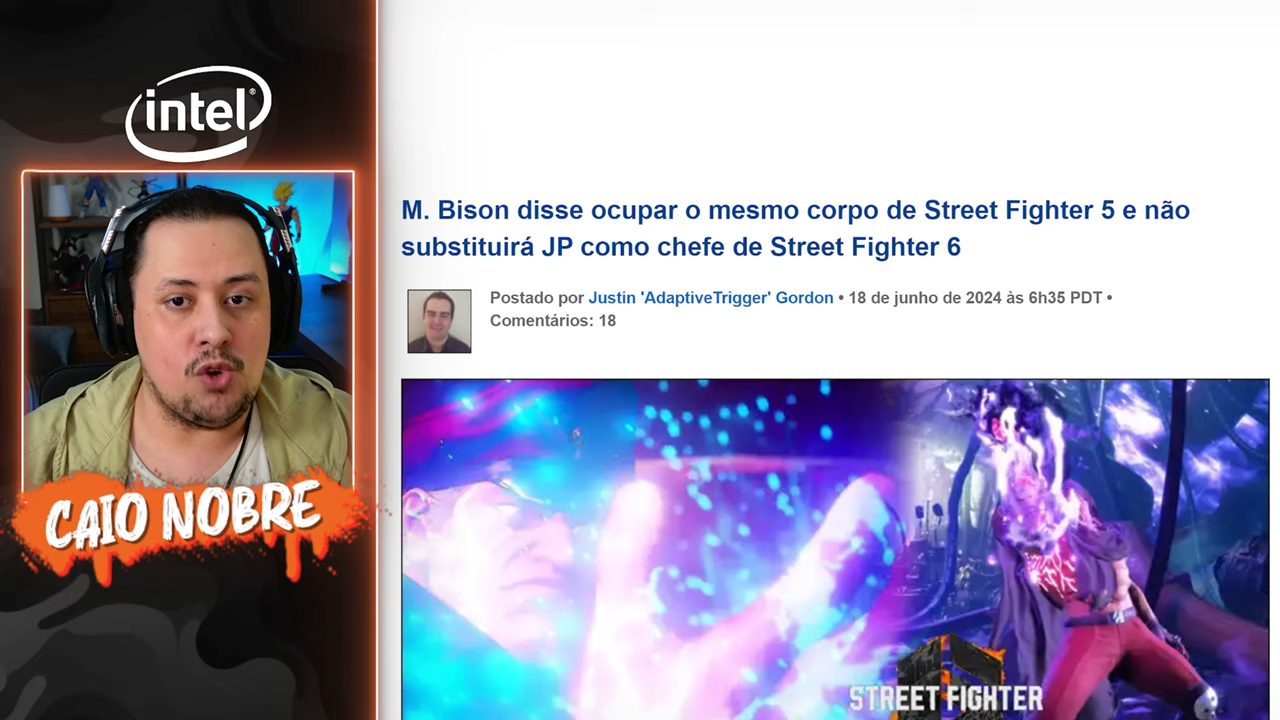 intel®
CAIO NOBRE
M. Bison disse ocupar o mesmo corpo de Street Fighter 5 e não
substituirá JP como chefe de Street Fighter 6
Postado por Justin 'AdaptiveTrigger' Gordon • 18 de junho de 2024 às 6h35 PDT •
Comentários: 18
STREET FIGHTER